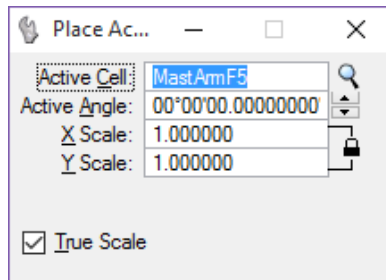 Place Ac...
Active Cell: MastArmF5
Active Angle: 00°00'00.00000000'
X Scale: 1.000000
Y Scale: 1.000000
True Scale